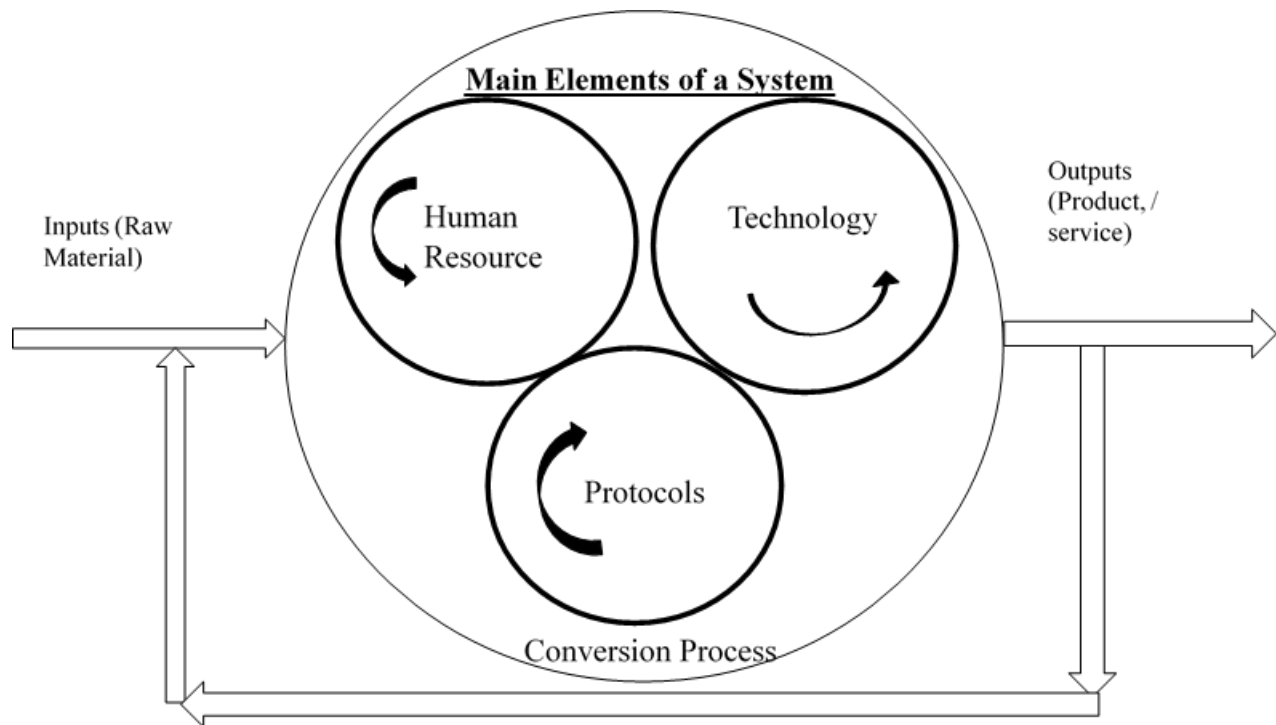 Main Elements of a System
Inputs (Raw
Material)
Human
Resource
Technology
Outputs
(Product, /
service)
Protocols
Conversion Process